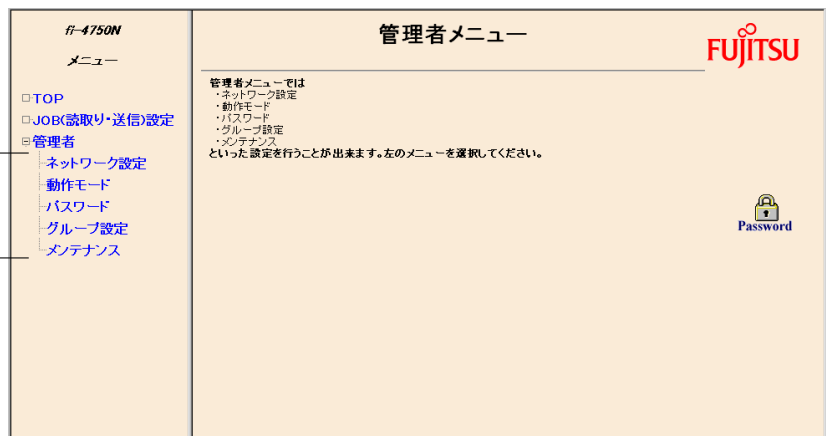 fi-4750N
メニュー
TOP
JOB(読取り・送信)設定
管理者
ネットワーク設定
動作モード
パスワード
グループ設定
メンテナンス
管理者メニュー
FUJITSU
管理者メニューでは
・ネットワーク設定
・動作モード
・パスワード
・グループ設定
・メンテナンス
といった設定を行うことが出来ます。左のメニューを選択してください。
Password